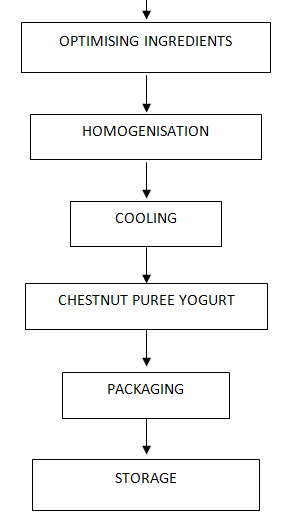 OPTIMISING INGREDIENTS
HOMOGENISATION
COOLING
CHESTNUT PUREE YOGURT
PACKAGING
STORAGE